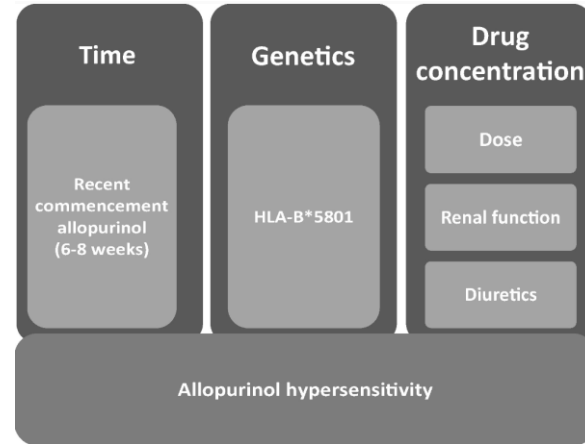 Time
Recent
commencement
allopurinol
(6-8 weeks)
Genetics
HLA-B*5801
Drug
concentration
Dose
Renal function
Diuretics
Allopurinol hypersensitivity